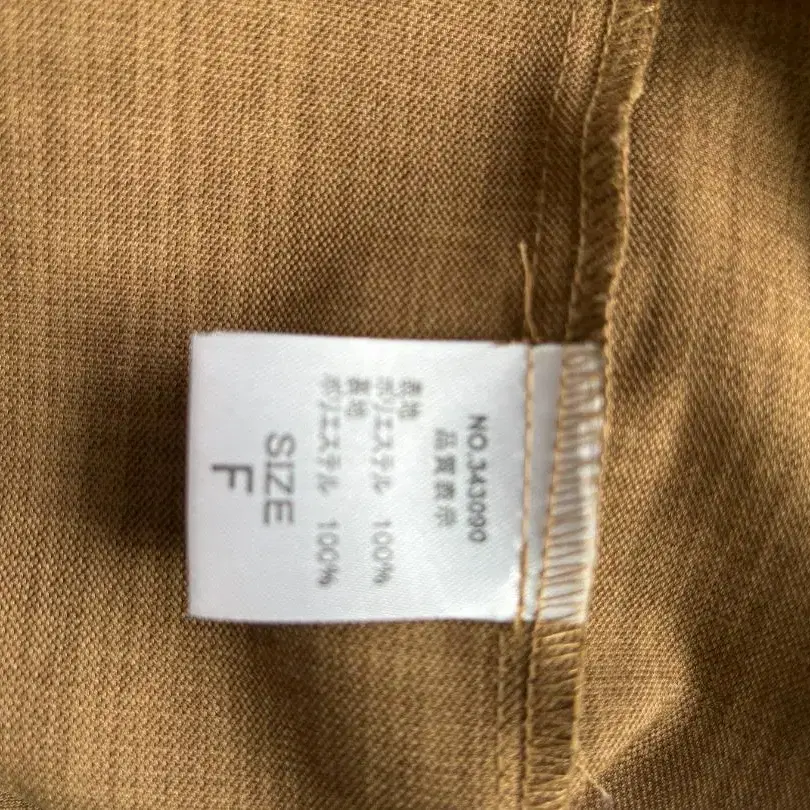 NO.343090
品質表示
表地
ポリエステル 100%
裏地
ポリエステル 100%
SIZE
F